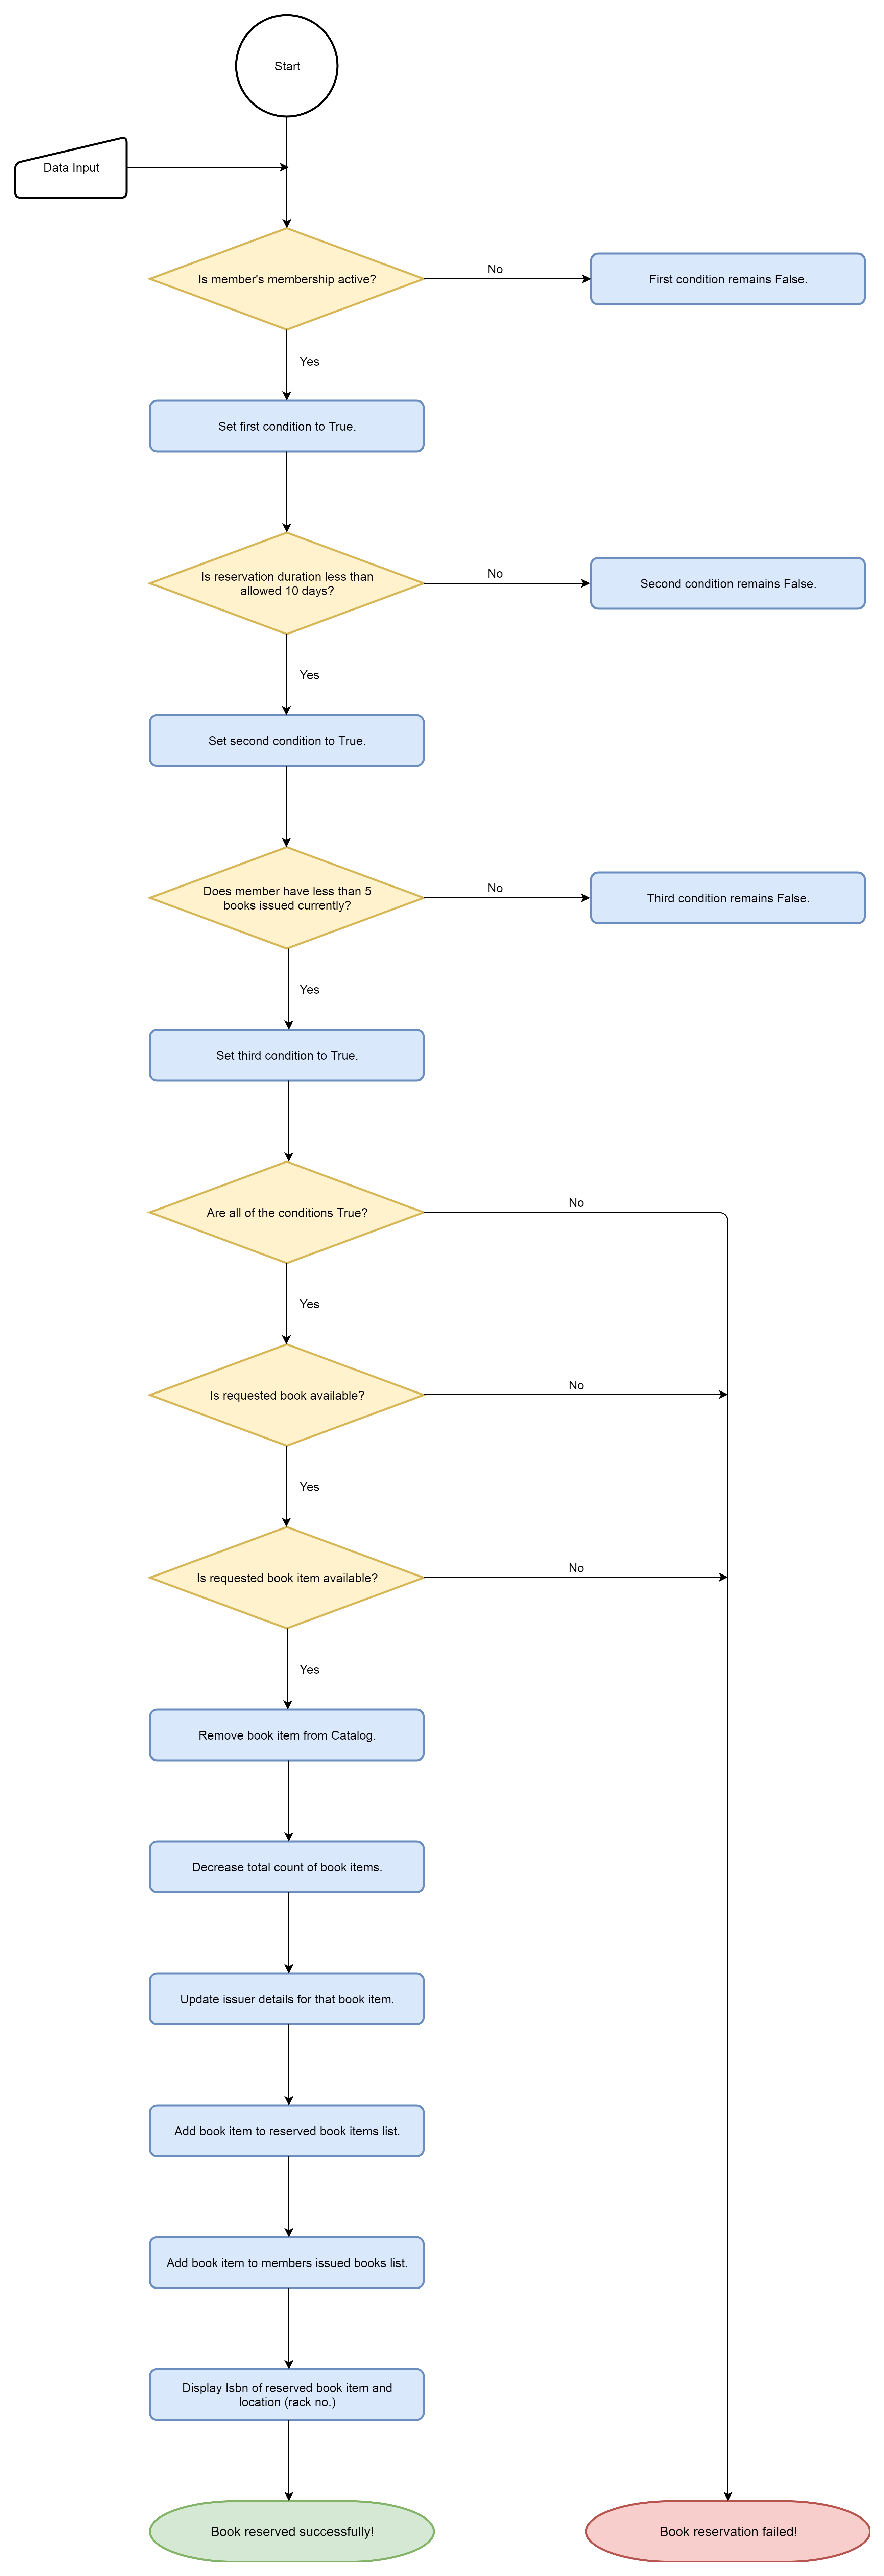 Start
Data Input
Is member's membership active?
No
First condition remains False.
Yes
Set first condition to True.
Is reservation duration less than
allowed 10 days?
No
Second condition remains False.
Yes
Set second condition to True.
Does member have less than 5
books issued currently?
No
Third condition remains False.
Yes
Set third condition to True.
Are all of the conditions True?
No
Yes
Is requested book available?
No
Yes
Is requested book item available?
No
Yes
Remove book item from Catalog.
Decrease total count of book items.
Update issuer details for that book item.
Add book item to reserved book items list.
Add book item to members issued books list.
Display Isbn of reserved book item and
location (rack no.)
Book reserved successfully!
Book reservation failed!